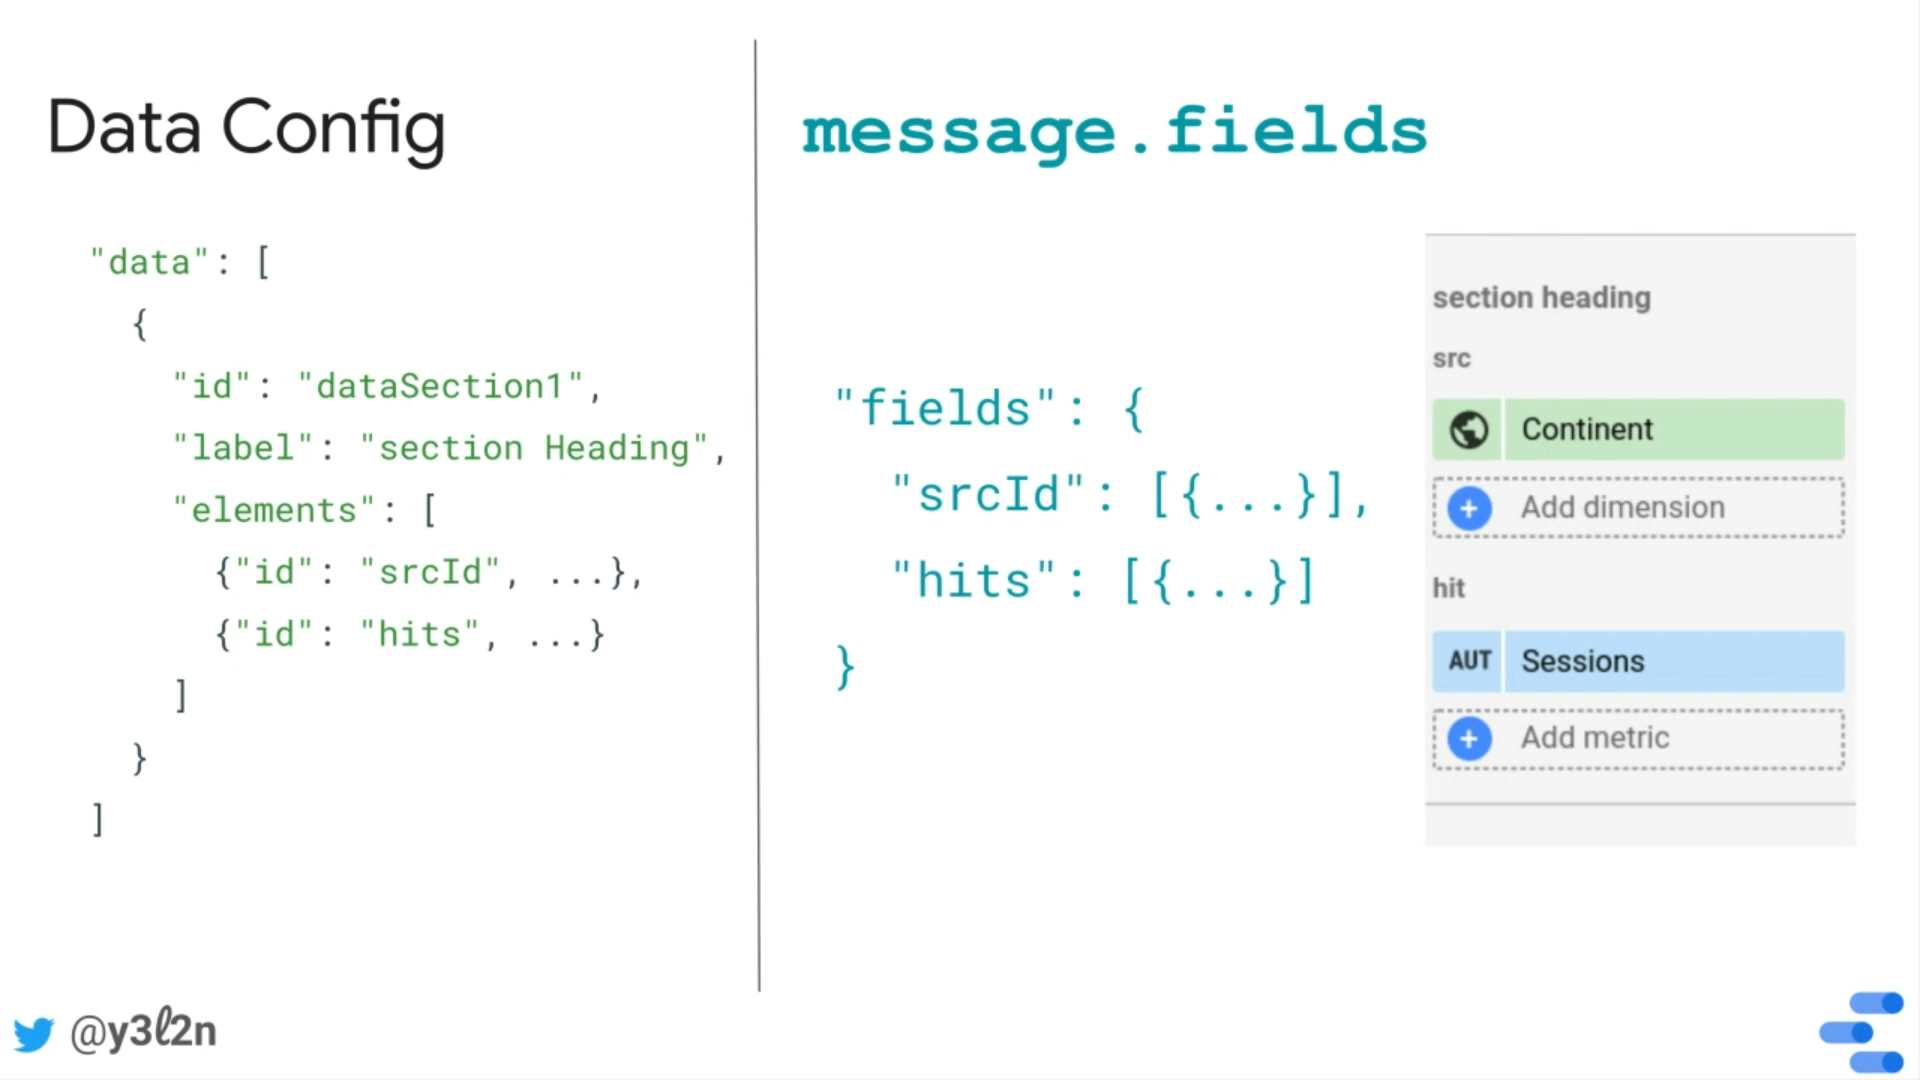 Data Config
"data": [
{
"id": "dataSection1",
"label": "section Heading",
"elements": [
{"id": "srcId", ...},
{"id": "hits", ...}
]
}
]
message.fields
"fields": {
"srcId": [{...}],
"hits": [{...}]
}
section heading
src
Continent
+ Add dimension
hit
AUT Sessions
+ Add metric
@y3ℓ2n